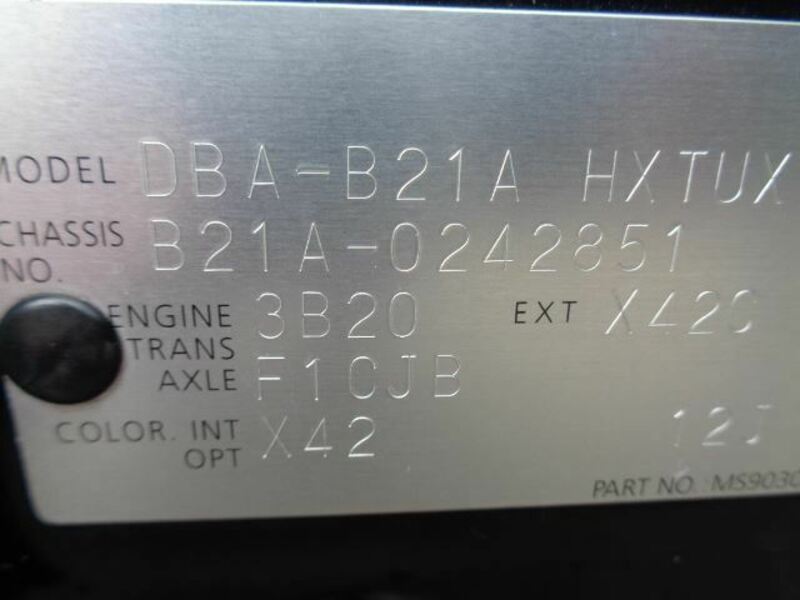 MODEL DBA-B21A HXTUX
CHASSIS NO. B21A-0242851
ENGINE 3B20 EXT X42C
TRANS AXLE F1CJB
COLOR. INT X42 12J
OPT
PART NO. MS903C